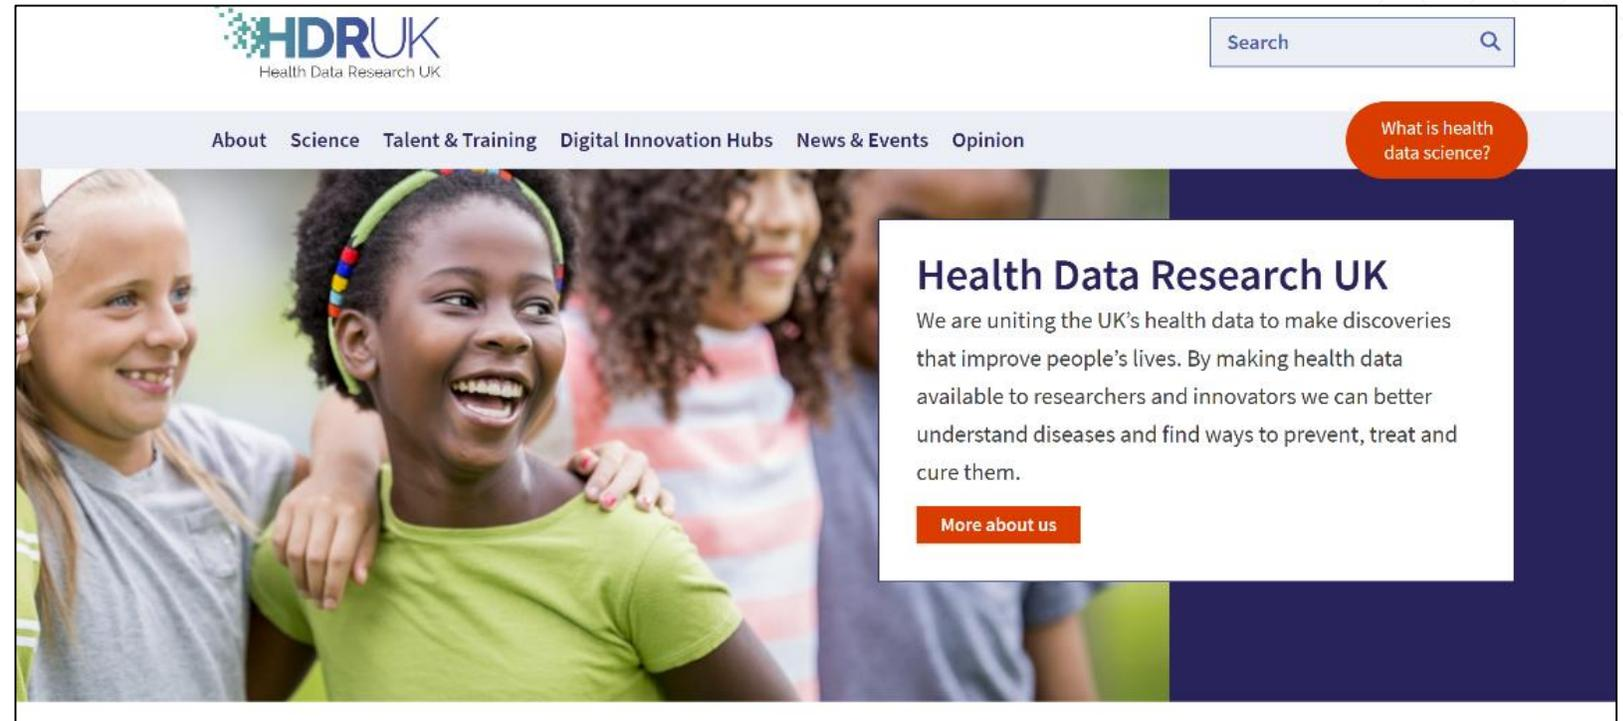 HDRUK
Health Data Research UK
Search
About Science Talent & Training Digital Innovation Hubs News & Events Opinion
What is health
data science?
Health Data Research UK
We are uniting the UK’s health data to make discoveries
that improve people’s lives. By making health data
available to researchers and innovators we can better
understand diseases and find ways to prevent, treat and
cure them.
More about us